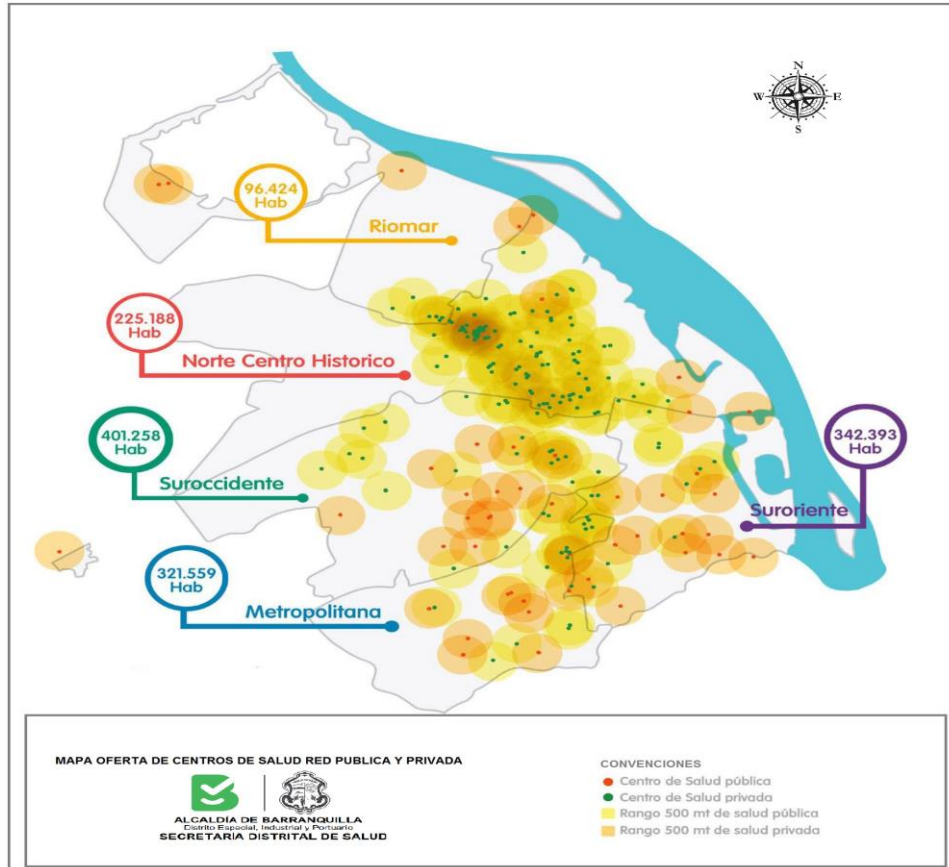 N
W E
S
96.424
Hab
Riomar
225.188
Hab
Norte Centro Historico
401.258
Hab
Suroccidente
342.393
Hab
Suroriente
321.559
Hab
Metropolitana
MAPA OFERTA DE CENTROS DE SALUD RED PUBLICA Y PRIVADA
ALCALDÍA DE BARRANQUILLA
Distrito Especial, Industrial y Portuario
SECRETARÍA DISTRITAL DE SALUD
CONVENCIONES
Centro de Salud pública
Centro de Salud privada
Rango 500 mt de salud pública
Rango 500 mt de salud privada